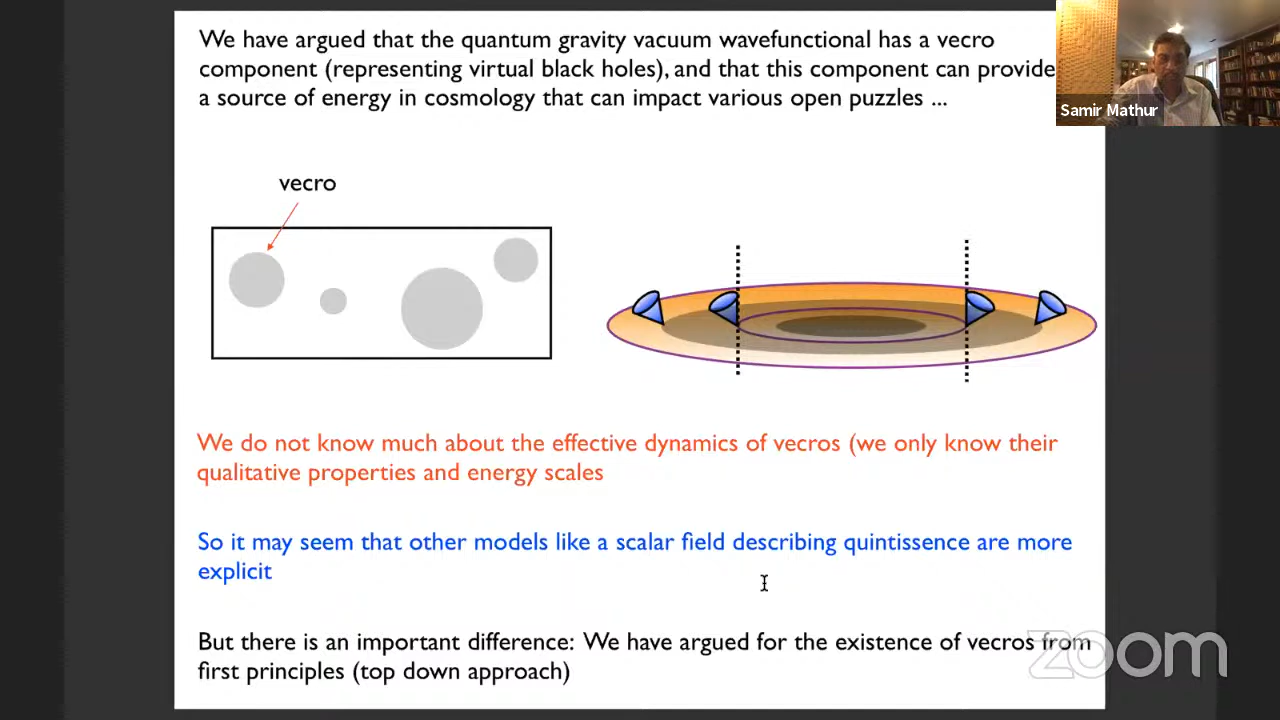 We have argued that the quantum gravity vacuum wavefunctional has a vecro
component (representing virtual black holes), and that this component can provide
a source of energy in cosmology that can impact various open puzzles ...
Samir Mathur
vecro
We do not know much about the effective dynamics of vecros (we only know their
qualitative properties and energy scales
So it may seem that other models like a scalar field describing quintissence are more
explicit
But there is an important difference: We have argued for the existence of vecros from
first principles (top down approach)
zoom